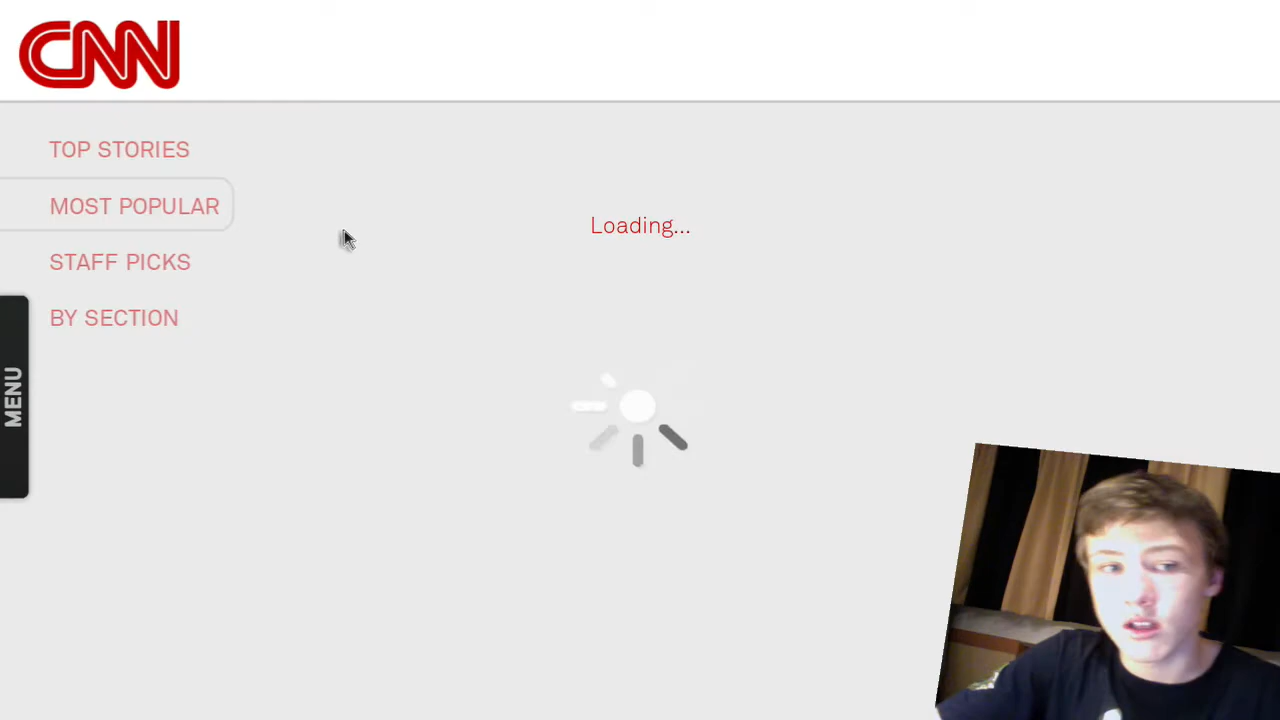 CNN
TOP STORIES
MOST POPULAR
STAFF PICKS
BY SECTION
Loading...
MENU